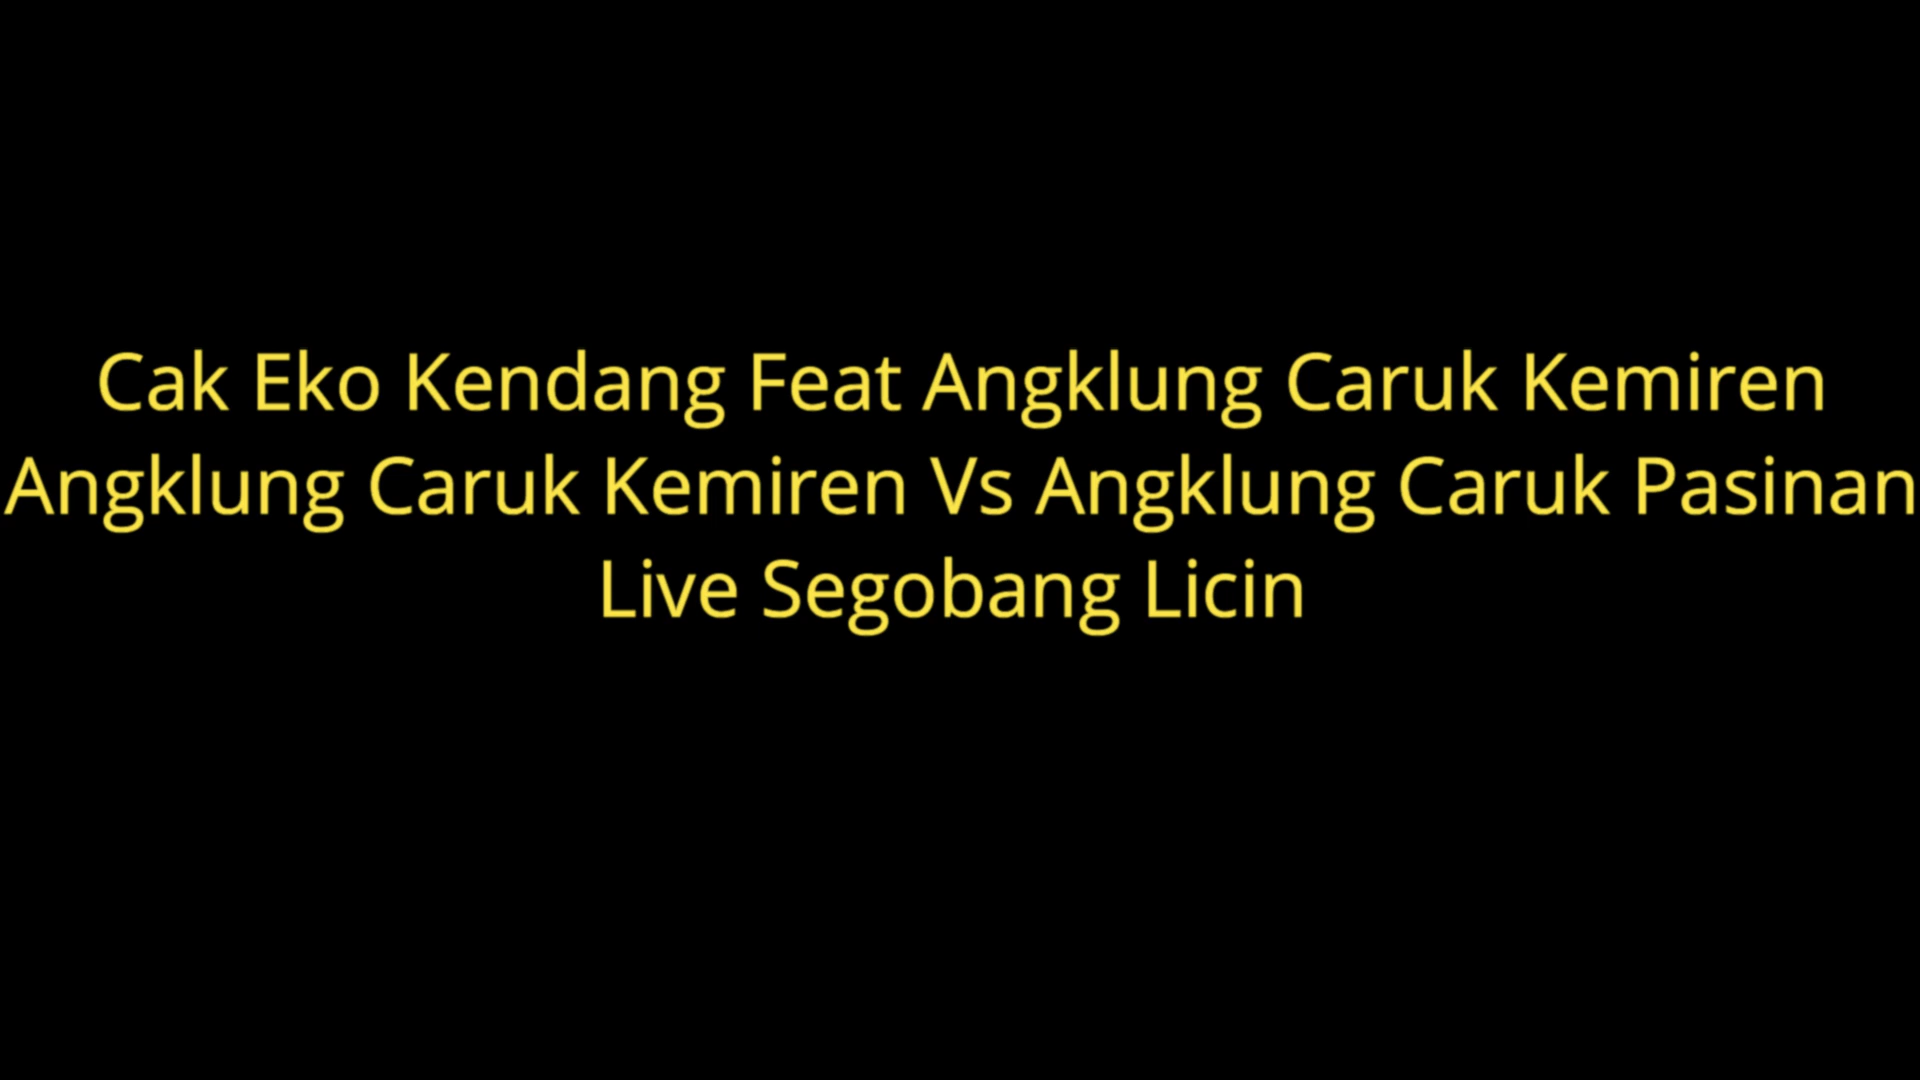 Cak Eko Kendang Feat Angklung Caruk Kemiren
Angklung Caruk Kemiren Vs Angklung Caruk Pasinan
Live Segobang Licin